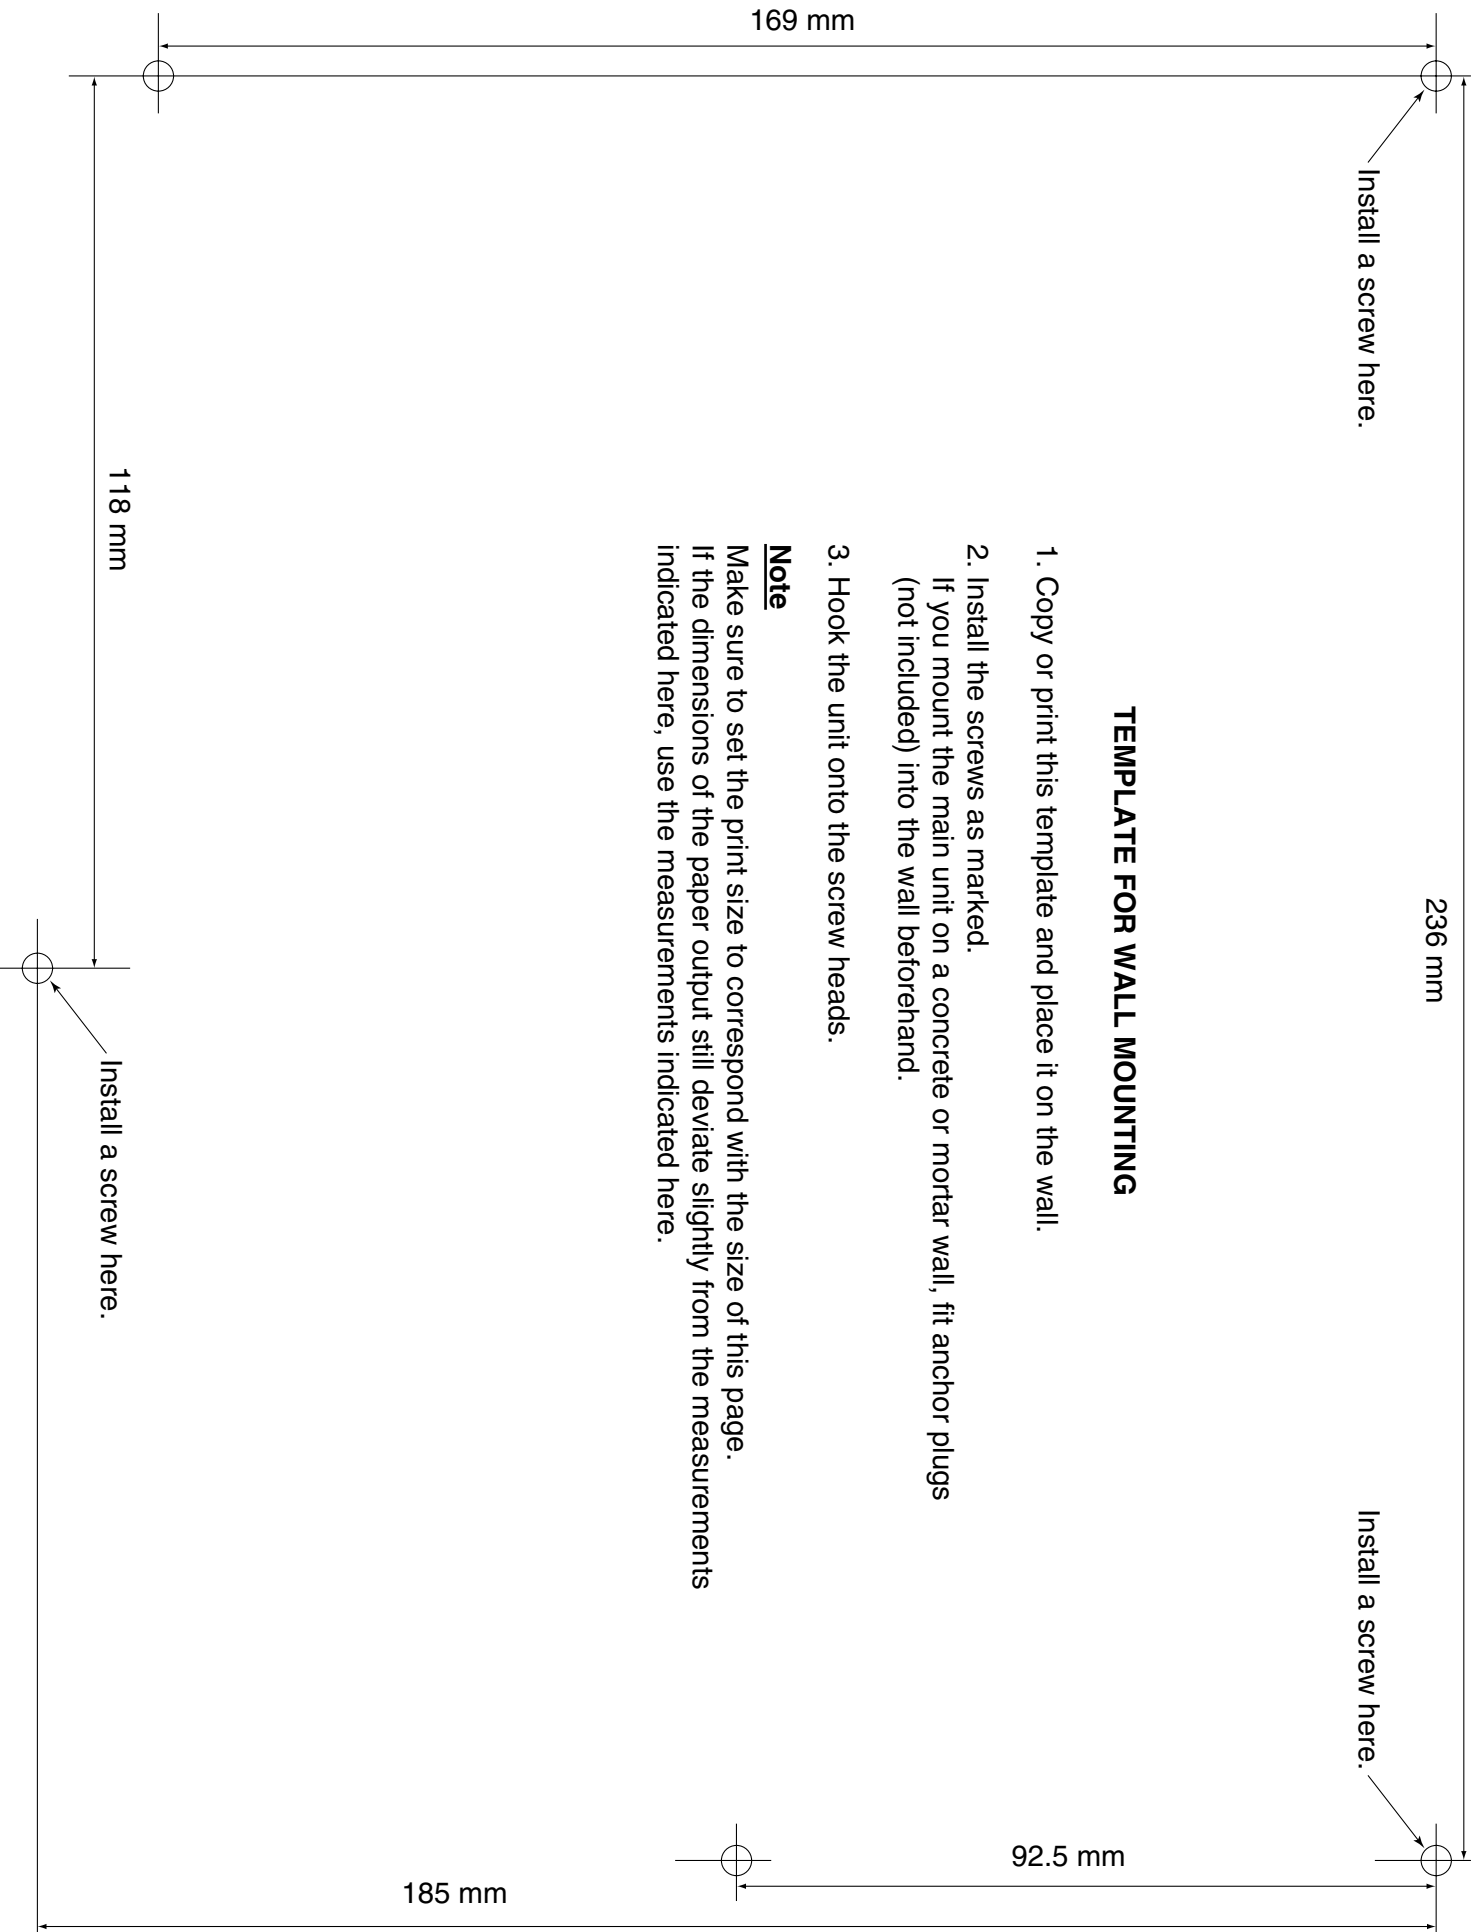 169 mm
236 mm
Install a screw here.
Install a screw here.
TEMPLATE FOR WALL MOUNTING
1. Copy or print this template and place it on the wall.
2. Install the screws as marked.
If you mount the main unit on a concrete or mortar wall, fit anchor plugs
(not included) into the wall beforehand.
3. Hook the unit onto the screw heads.
Note
Make sure to set the print size to correspond with the size of this page.
If the dimensions of the paper output still deviate slightly from the measurements
indicated here, use the measurements indicated here.
92.5 mm
185 mm
118 mm
Install a screw here.